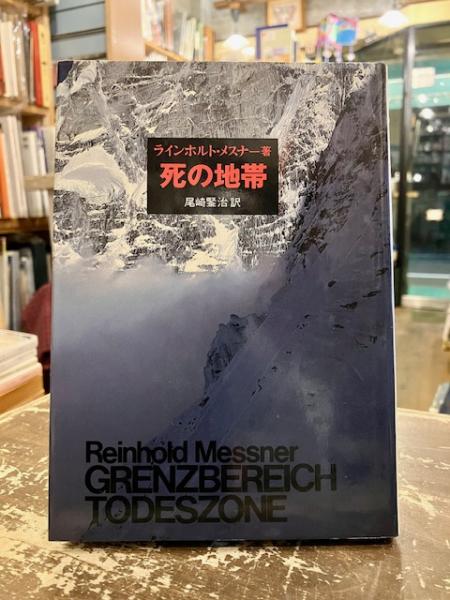 ラインホルト・メスナー著
死の地帯
尾崎鋻治訳
Reinhold Messner
GRENZBEREICH
TODESZONE